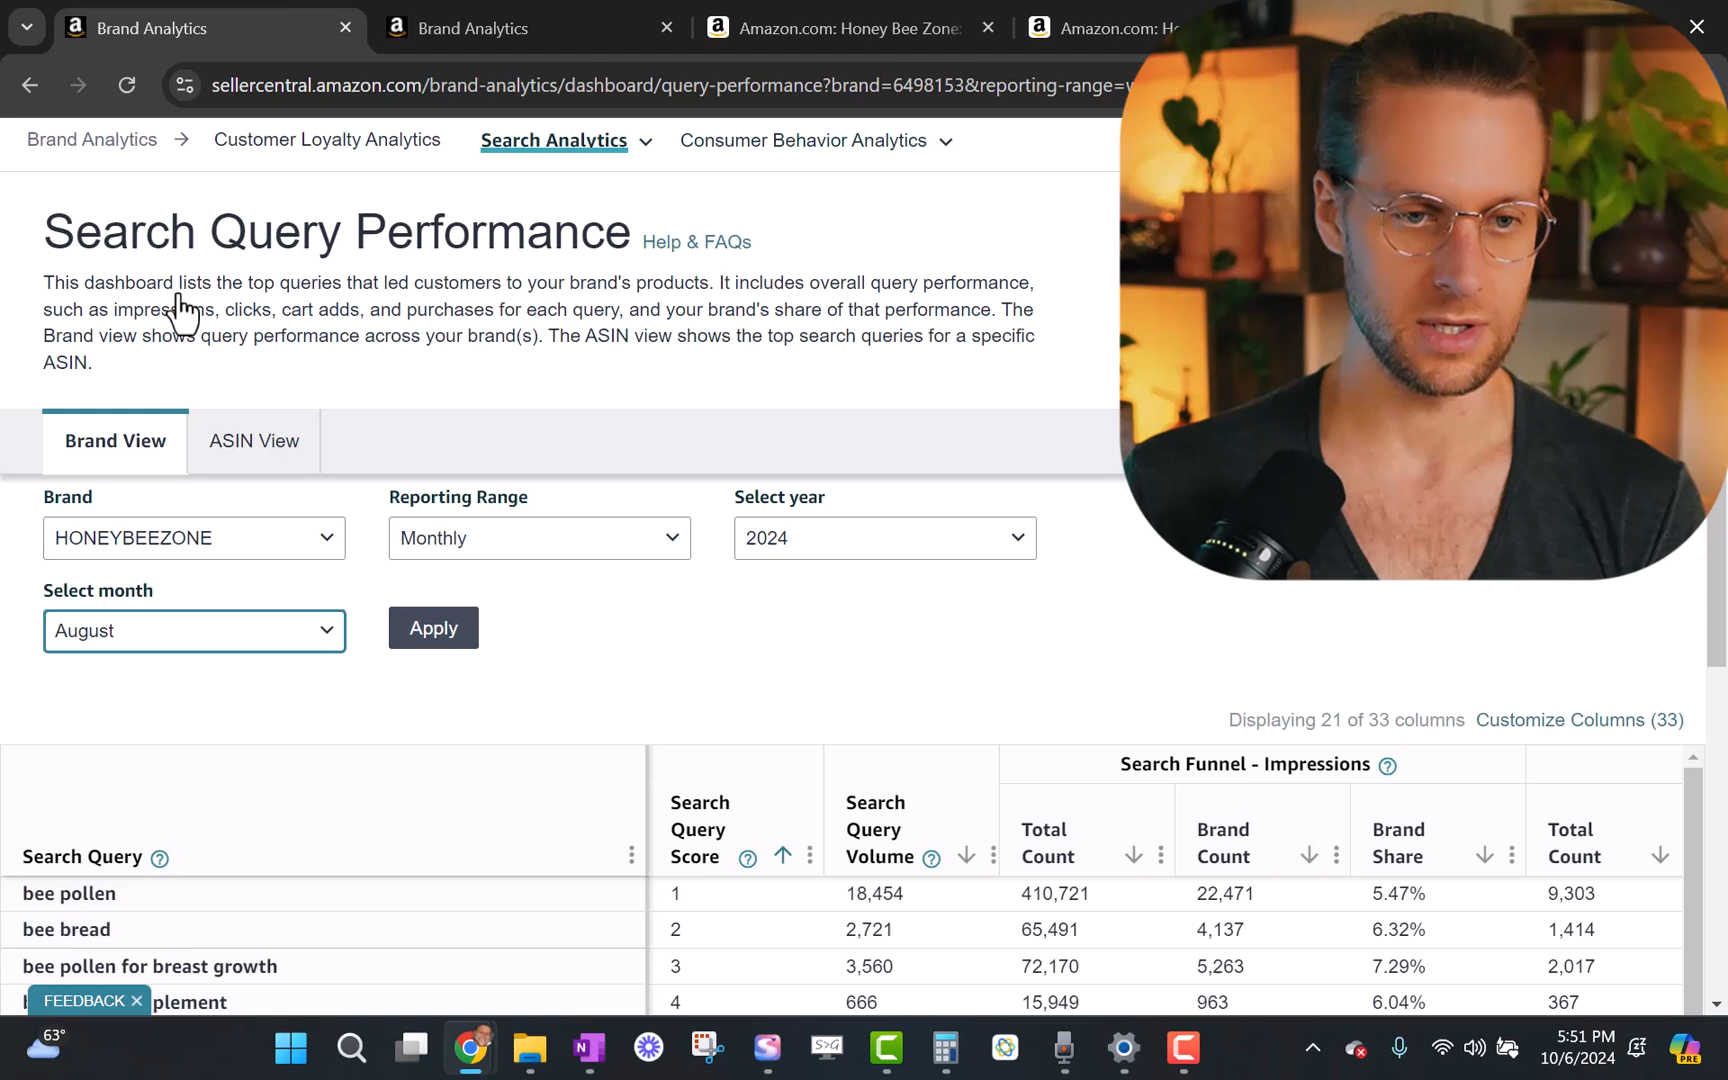 Brand Analytics
Brand Analytics
Amazon.com: Honey Bee Zone:
Amazon.com: H
sellercentral.amazon.com/brand-analytics/dashboard/query-performance?brand=6498153&reporting-range=
Brand Analytics → Customer Loyalty Analytics Search Analytics Consumer Behavior Analytics
Search Query Performance Help & FAQs
This dashboard lists the top queries that led customers to your brand's products. It includes overall query performance,
such as impressions, clicks, cart adds, and purchases for each query, and your brand's share of that performance. The
Brand view shows query performance across your brand(s). The ASIN view shows the top search queries for a specific
ASIN.
Brand View ASIN View
Brand Reporting Range Select year
HONEYBEEZONE Monthly 2024
Select month
August Apply
Displaying 21 of 33 columns Customize Columns (33)
Search Funnel - Impressions
Search Query
Search Query Score
Search Query Volume
Total Count
Brand Count
Brand Share
Total Count
bee pollen 1 18,454 410,721 22,471 5.47% 9,303
bee bread 2 2,721 65,491 4,137 6.32% 1,414
bee pollen for breast growth 3 3,560 72,170 5,263 7.29% 2,017
plement 4 666 15,949 963 6.04% 367
FEEDBACK ×
63°
S>G
N
PRE
5:51 PM
10/6/2024